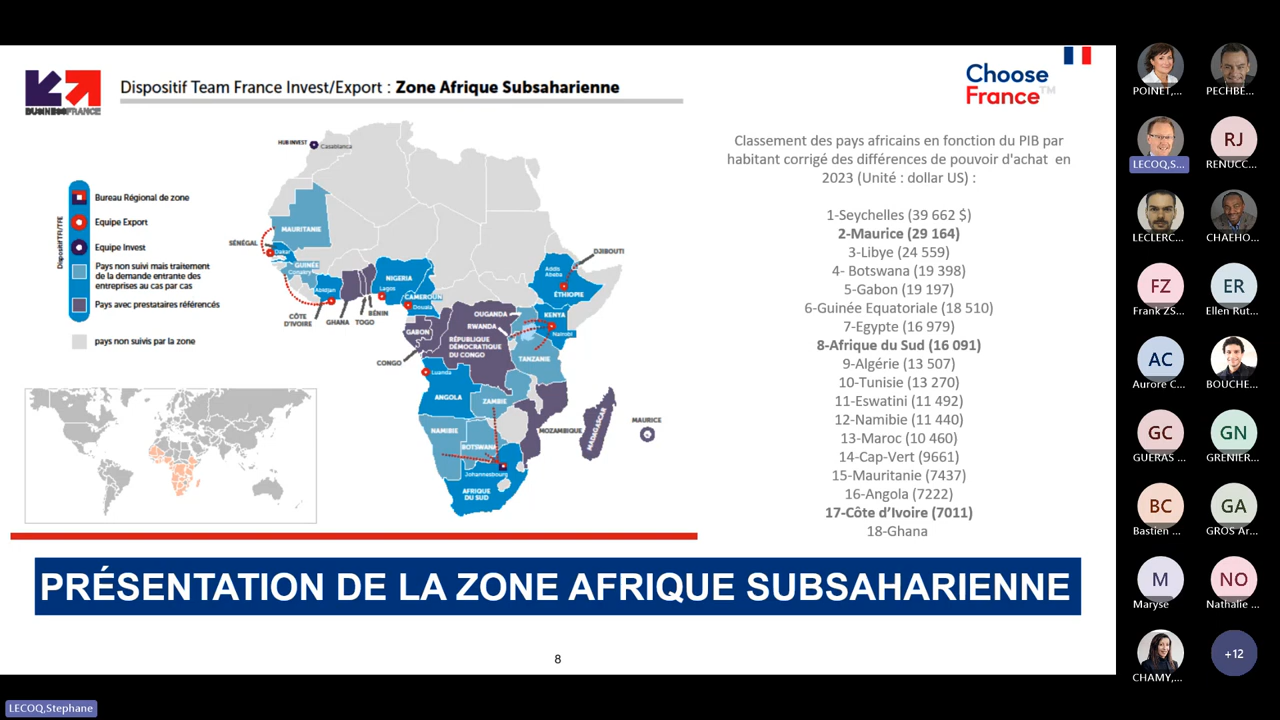 BUSINESSFRANCE
Dispositif Team France Invest/Export : Zone Afrique Subsaharienne
Choose
France™
HUB INVEST
Casablanca
Dispositif TFI/TFE
Bureau Régional de zone
Equipe Export
Equipe Invest
Pays non suivi mais traitement
de la demande entrante des
entreprises au cas par cas
Pays avec prestataires référencés
pays non suivis par la zone
MAURITANIE
SÉNÉGAL
Dakar
GUINÉE
Conakry
Abidjan
CÔTE
D'IVOIRE
GHANA
TOGO
BÉNIN
NIGERIA
Lagos
CAMEROUN
Douala
GABON
CONGO
RÉPUBLIQUE
DÉMOCRATIQUE
DU CONGO
OUGANDA
RWANDA
DJIBOUTI
Addis
Abeba
ÉTHIOPIE
KENYA
Nairobi
TANZANIE
Luanda
ANGOLA
ZAMBIE
NAMIBIE
BOTSWANA
MOZAMBIQUE
MADAGASCAR
MAURICE
Johannesbourg
AFRIQUE
DU SUD
Classement des pays africains en fonction du PIB par
habitant corrigé des différences de pouvoir d'achat en
2023 (Unité : dollar US) :
1-Seychelles (39 662 $)
2-Maurice (29 164)
3-Libye (24 559)
4- Botswana (19 398)
5-Gabon (19 197)
6-Guinée Equatoriale (18 510)
7-Egypte (16 979)
8-Afrique du Sud (16 091)
9-Algérie (13 507)
10-Tunisie (13 270)
11-Eswatini (11 492)
12-Namibie (11 440)
13-Maroc (10 460)
14-Cap-Vert (9661)
15-Mauritanie (7437)
16-Angola (7222)
17-Côte d'Ivoire (7011)
18-Ghana
PRÉSENTATION DE LA ZONE AFRIQUE SUBSAHARIENNE
8
POINET,...
PECHBE...
LECOQ,S...
RJ
RENUCC...
LECLERC...
CHAEHO...
FZ
Frank ZS...
ER
Ellen Rut...
AC
Aurore C...
BOUCHE...
GC
GUERAS ...
GN
GRENIER...
BC
Bastien ...
GA
GROS Ar...
M
Maryse
NO
Nathalie ...
CHAMY,...
+12
LECOQ,Stephane